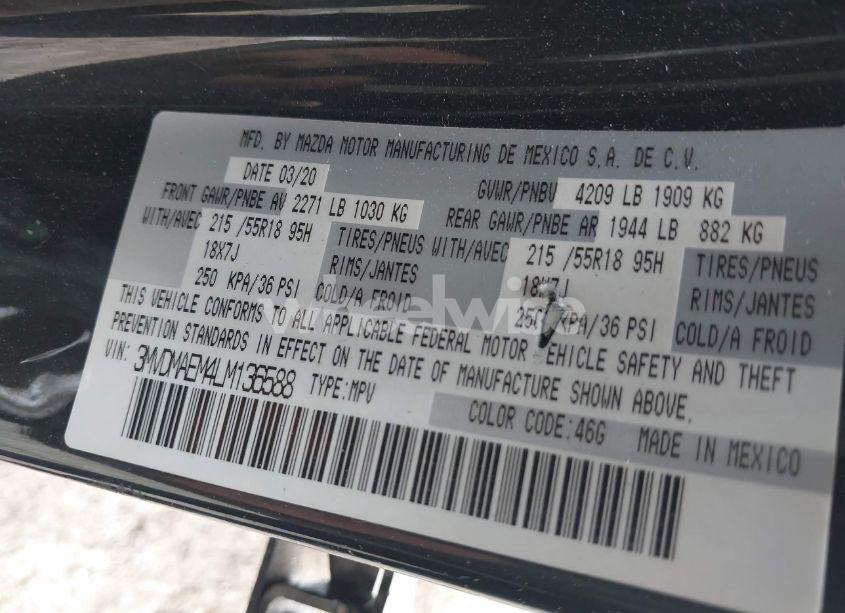 MFD. BY MAZDA MOTOR MANUFACTURING DE MEXICO S.A. DE C.V.
DATE 03/20 GVWR/PNBV 4209 LB 1909 KG
FRONT GAWR/PNBE AV 2271 LB 1030 KG REAR GAWR/PNBE AR 1944 LB 882 KG
WITH/AVEC 215 /55R18 95H TIRES/PNEUS WITH/AVEC 215 /55R18 95H TIRES/PNEUS
18X7J RIMS/JANTES 18X7J RIMS/JANTES
250 KPA/36 PSI COLD/A FROID 250 KPA/36 PSI COLD/A FROID
THIS VEHICLE CONFORMS TO ALL APPLICABLE FEDERAL MOTOR VEHICLE SAFETY AND THEFT
PREVENTION STANDARDS IN EFFECT ON THE DATE OF MANUFACTURE SHOWN ABOVE.
VIN: 3MVDMAEM4LM136588 TYPE:MPV
COLOR CODE:46G MADE IN MEXICO